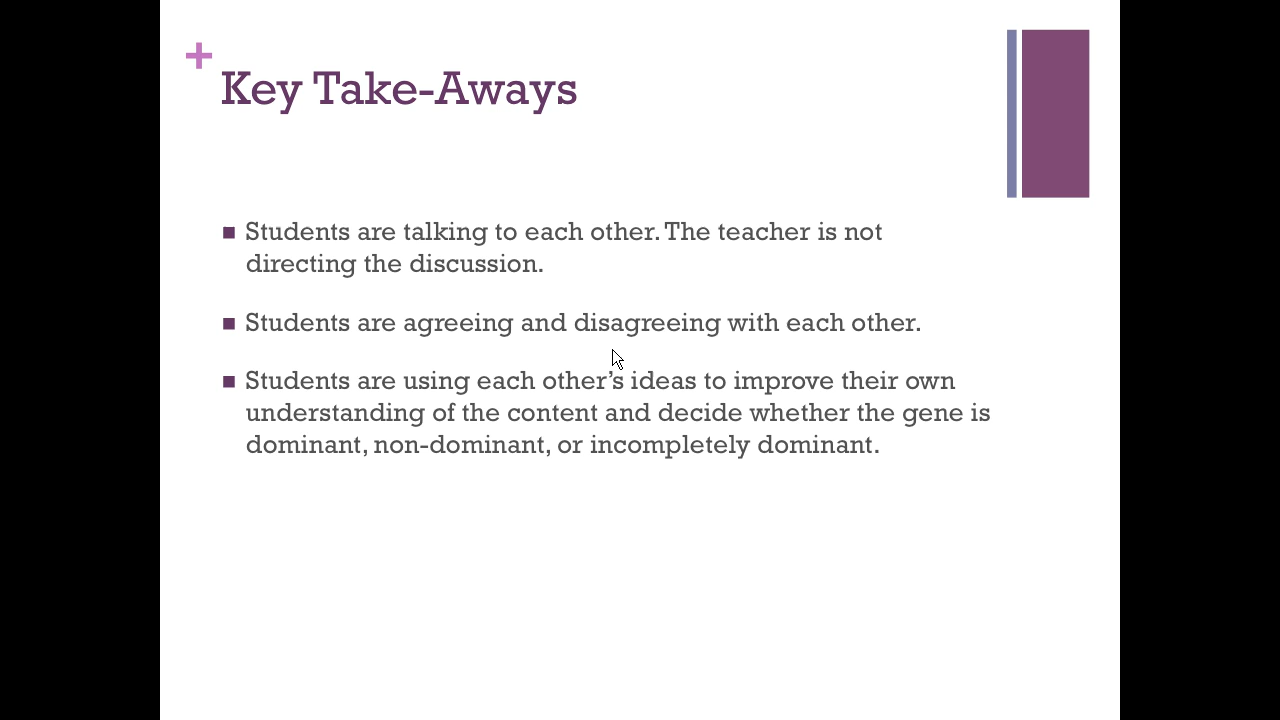 +
Key Take-Aways
■ Students are talking to each other. The teacher is not
directing the discussion.
■ Students are agreeing and disagreeing with each other.
■ Students are using each other’s ideas to improve their own
understanding of the content and decide whether the gene is
dominant, non-dominant, or incompletely dominant.